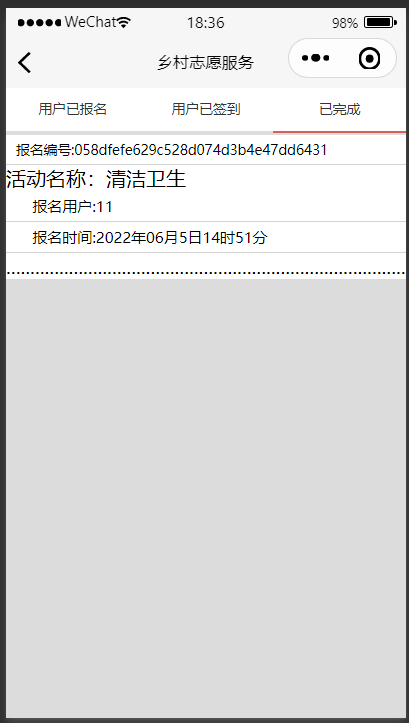 WeChat 18:36 98%
乡村志愿服务
用户已报名 用户已签到 已完成
报名编号:058dfefe629c528d074d3b4e47dd6431
活动名称：清洁卫生
报名用户:11
报名时间:2022年06月5日14时51分